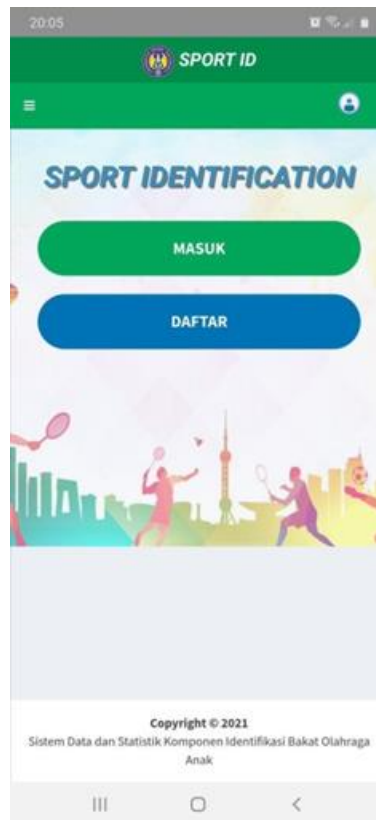 20:05
SPORT ID
SPORT IDENTIFICATION
MASUK
DAFTAR
Copyright © 2021
Sistem Data dan Statistik Komponen Identifikasi Bakat Olahraga
Anak